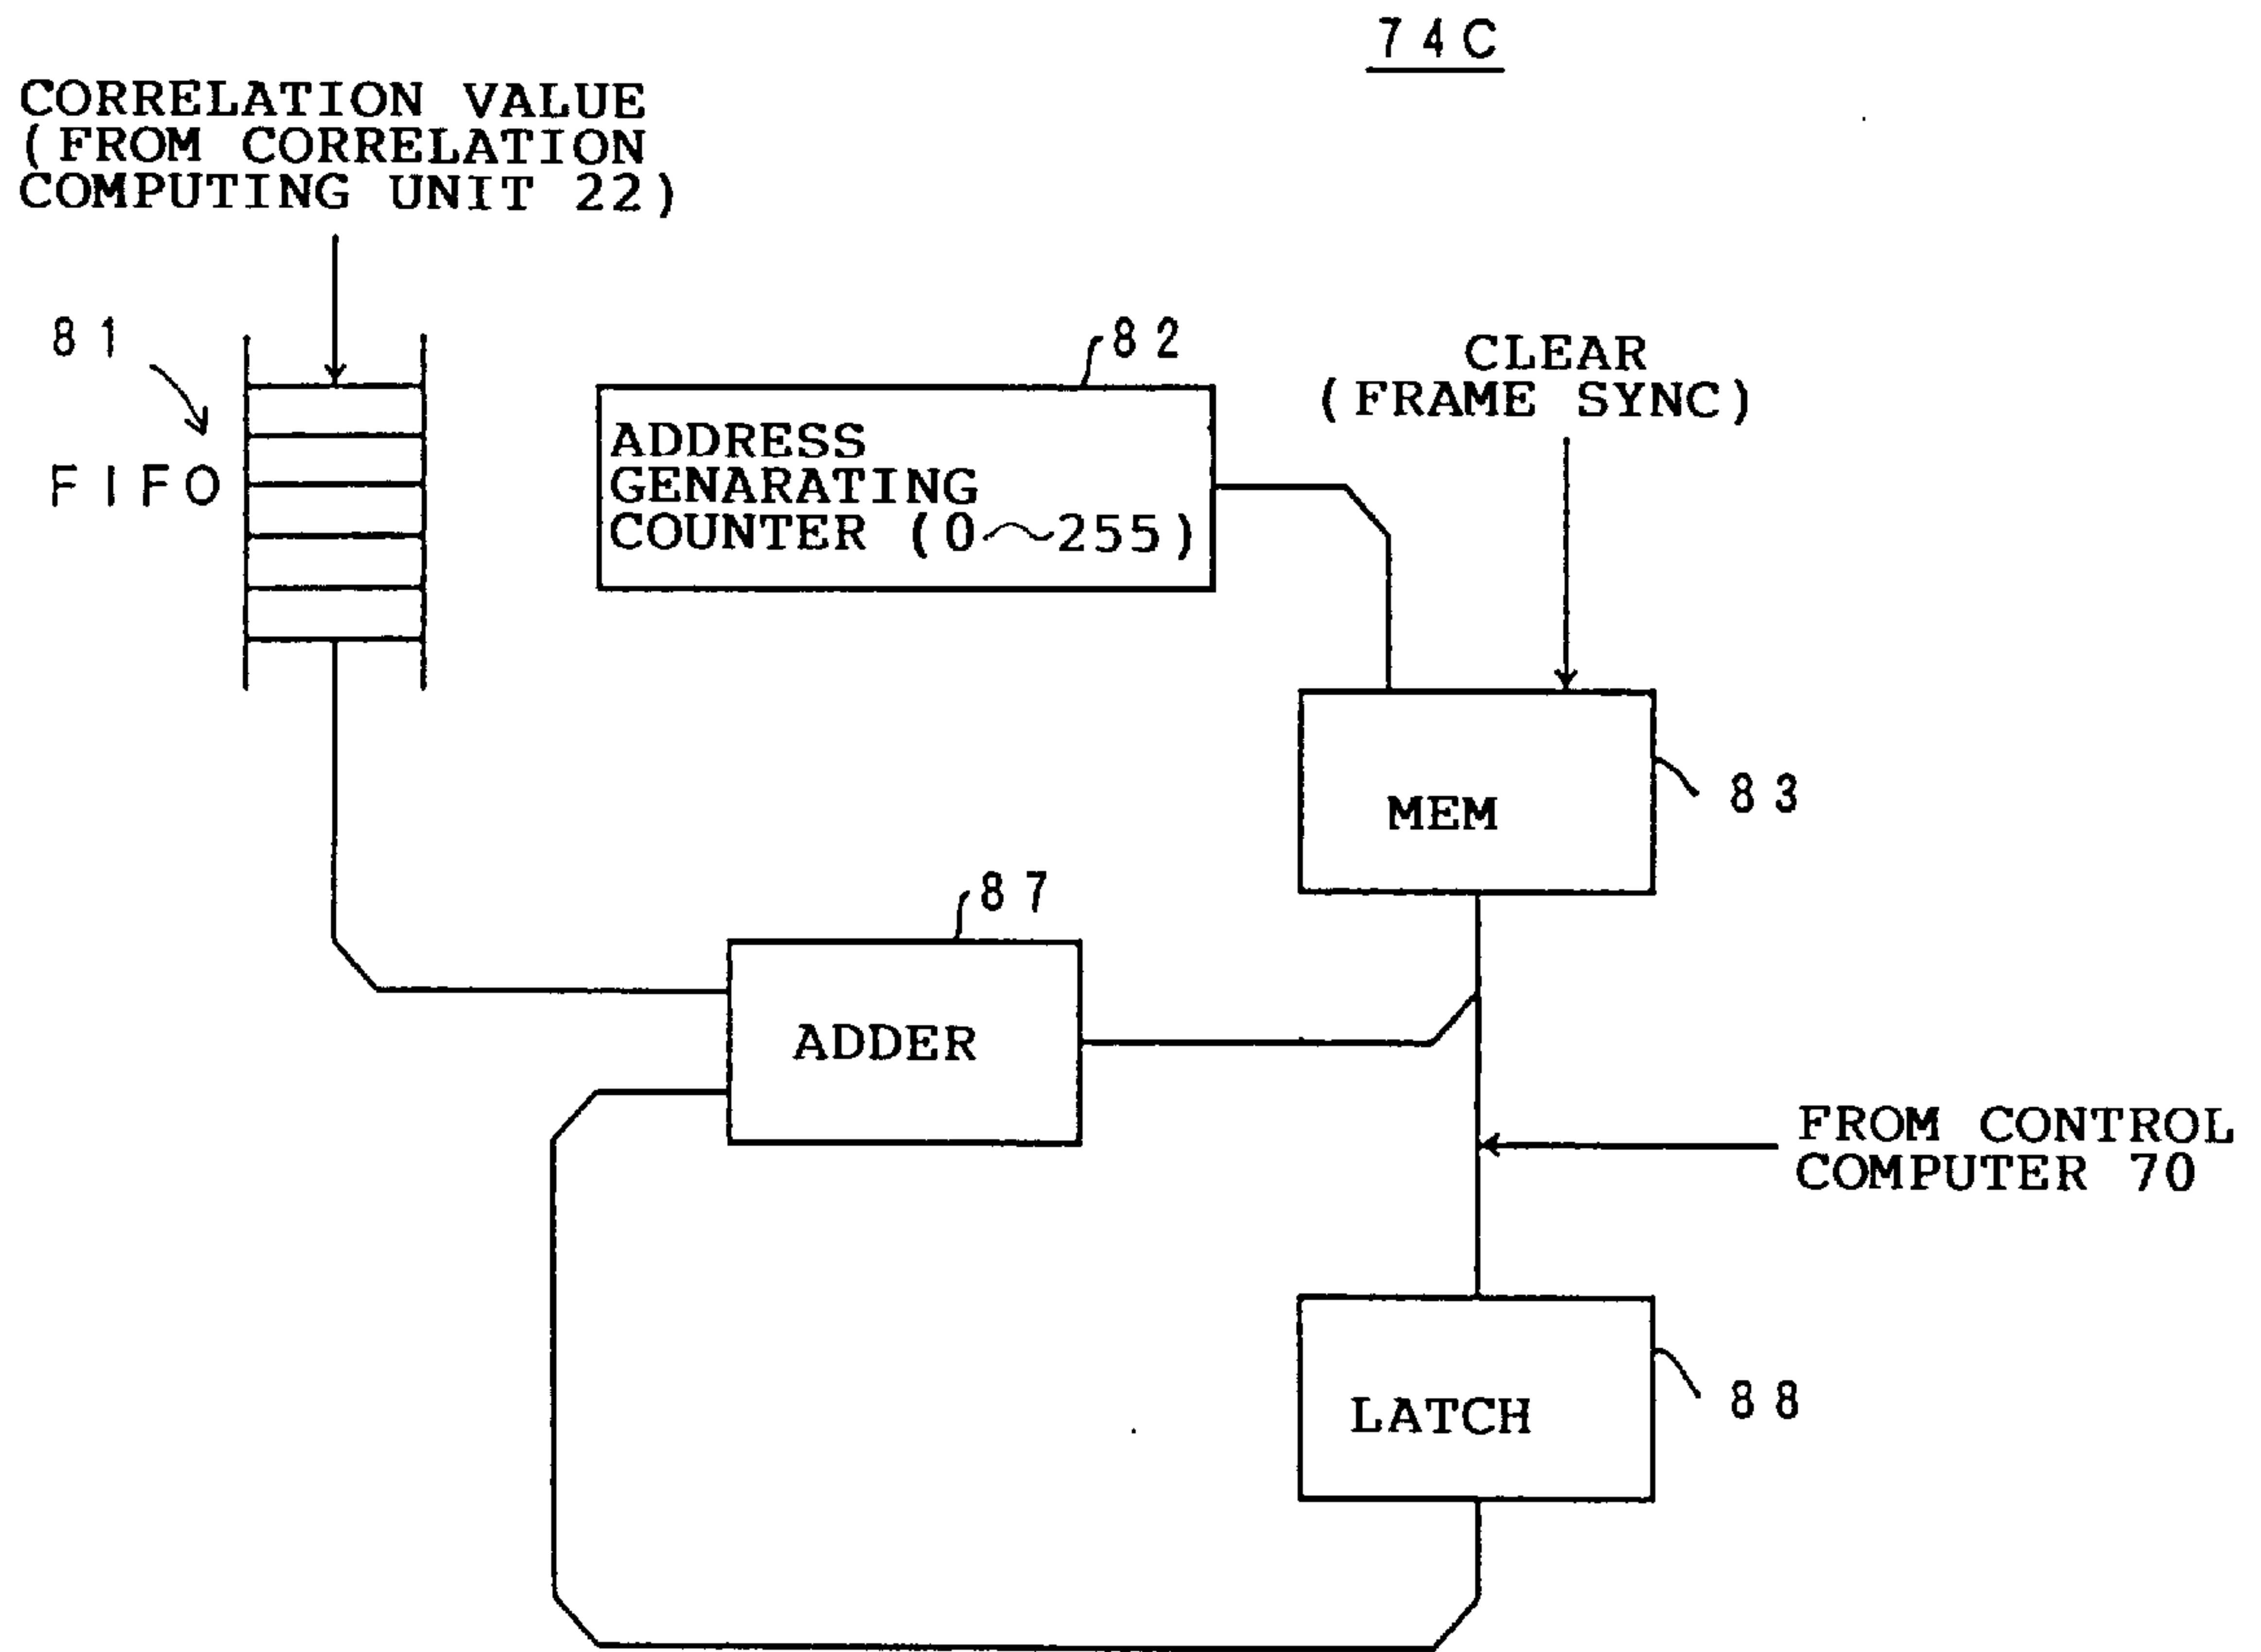 74C
CORRELATION VALUE
(FROM CORRELATION
COMPUTING UNIT 22)
81
FIFO
82
ADDRESS
GENARATING
COUNTER (0～255)
CLEAR
(FRAME SYNC)
MEM
83
87
ADDER
FROM CONTROL
COMPUTER 70
LATCH
88